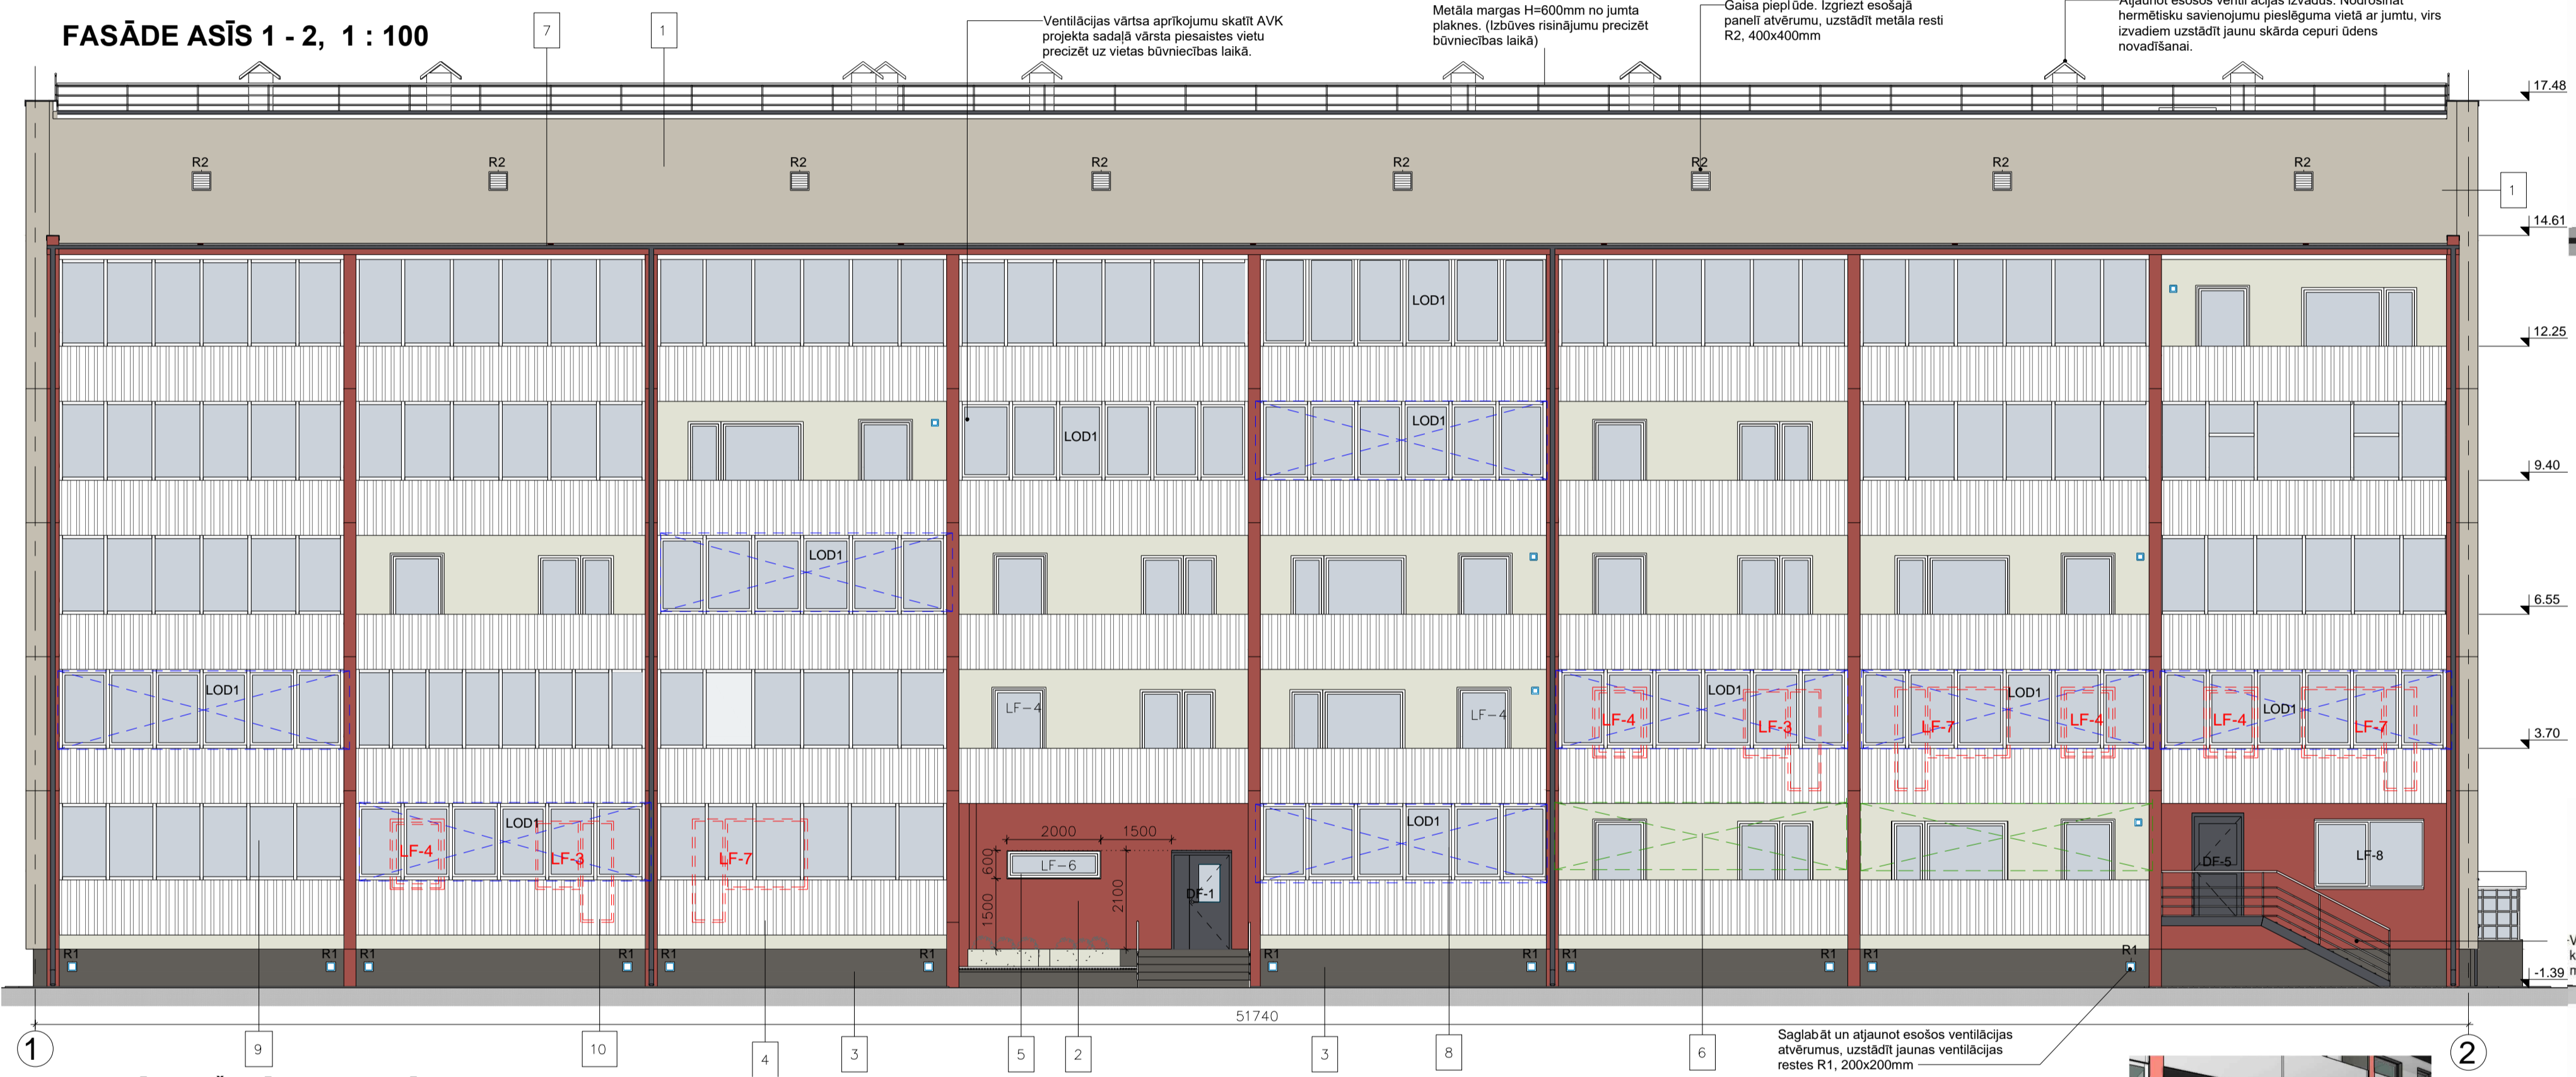 FASĀDE ASĪS 1 - 2, 1 : 100
7
1
Ventilācijas vārtsa aprīkojumu skatīt AVK
projekta sadaļā vārsta piesaistes vietu
precizēt uz vietas būvniecības laikā.
Metāla margas H=600mm no jumta
plaknes. (Izbūves risinājumu precizēt
būvniecības laikā)
Gaisa pieplūde. Izgriezt esošajā
panelī atvērumu, uzstādīt metāla resti
R2, 400x400mm
Atjaunot esošos ventilācijas izvadus. Nodrošināt
hermētisku savienojumu pieslēguma vietā ar jumtu, virs
izvadiem uzstādīt jaunu skārda cepuri ūdens
novadīšanai.
17.48
R2 R2 R2 R2 R2 R2 R2 R2
1
14.61
LOD1
12.25
LOD1 LOD1
9.40
LOD1
6.55
LOD1 LF-4 LF-4 LF-4 LOD1 LF-3 LF-7 LOD1 LF-4 LF-4 LOD1 LF-7
3.70
LF-4 LOD1 LF-3 LF-7 2000 1500 LOD1
600 LF-6 1500 2100 DF-1 DF-5 LF-8
R1 R1 R1 R1 R1 R1 R1 R1 R1 R1 R1 R1
-1.39
51740
1 9 10 4 3 5 2 3 8 6 2
Saglabāt un atjaunot esošos ventilācijas
atvērumus, uzstādīt jaunas ventilācijas
restes R1, 200x200mm